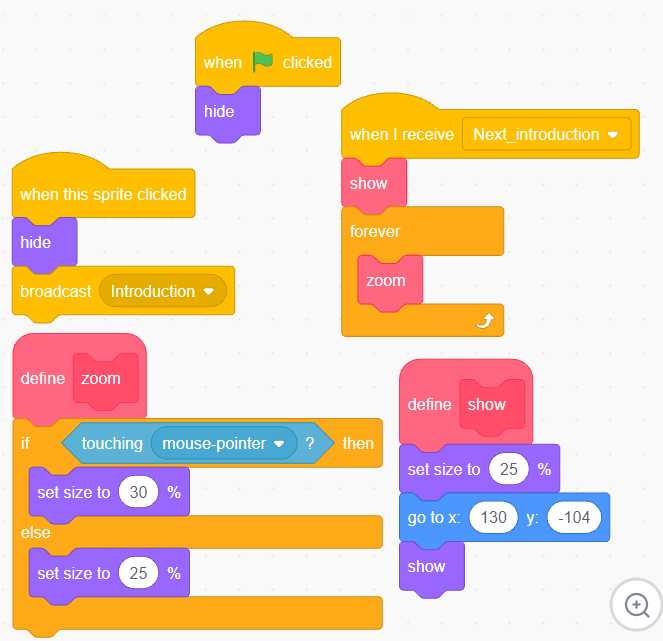 when clicked
hide
when I receive Next_introduction
show
forever
zoom
when this sprite clicked
hide
broadcast Introduction
define zoom
if touching mouse-pointer ? then
set size to 30 %
else
set size to 25 %
define show
set size to 25 %
go to x: 130 y: -104
show